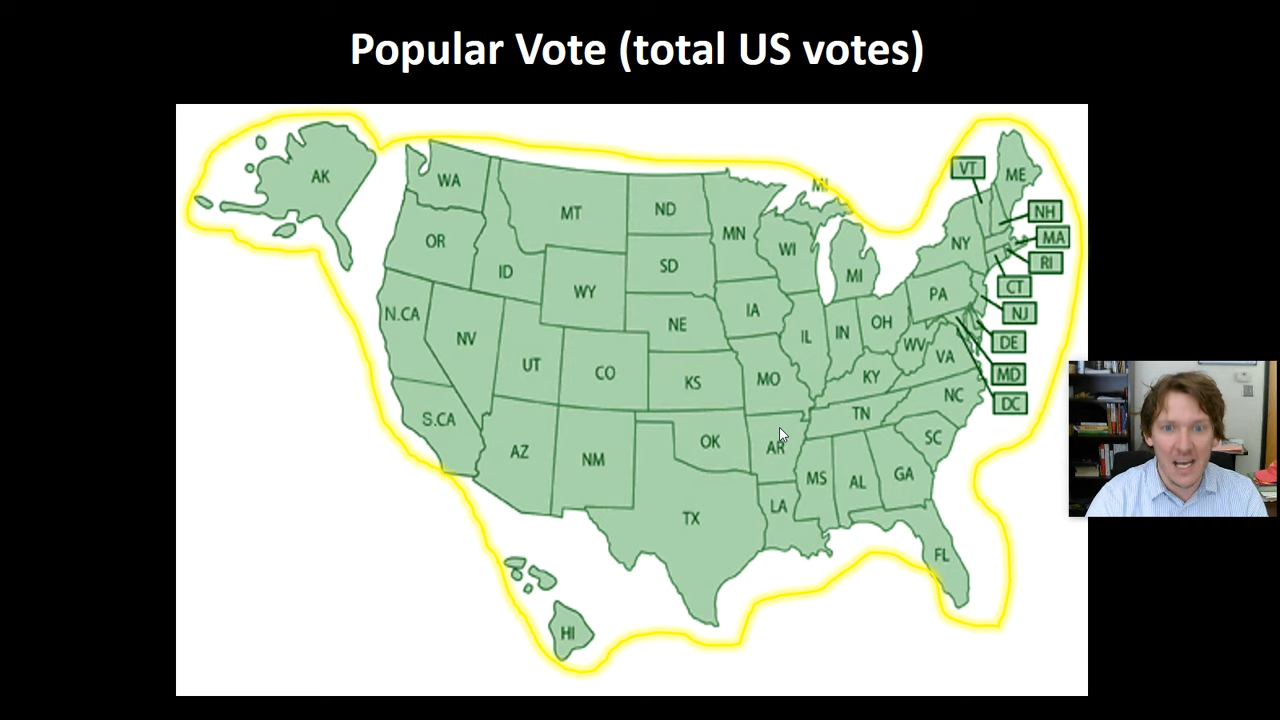 Popular Vote (total US votes)
AK
WA
MT
ND
MN
MI
VT
ME
NH
MA
RI
CT
NJ
DE
MD
DC
OR
ID
WY
SD
WI
MI
NY
PA
N.CA
NV
UT
CO
NE
IA
IL
IN
OH
WV
VA
KS
MO
KY
NC
TN
S.CA
AZ
NM
OK
AR
SC
MS
AL
GA
TX
LA
FL
HI